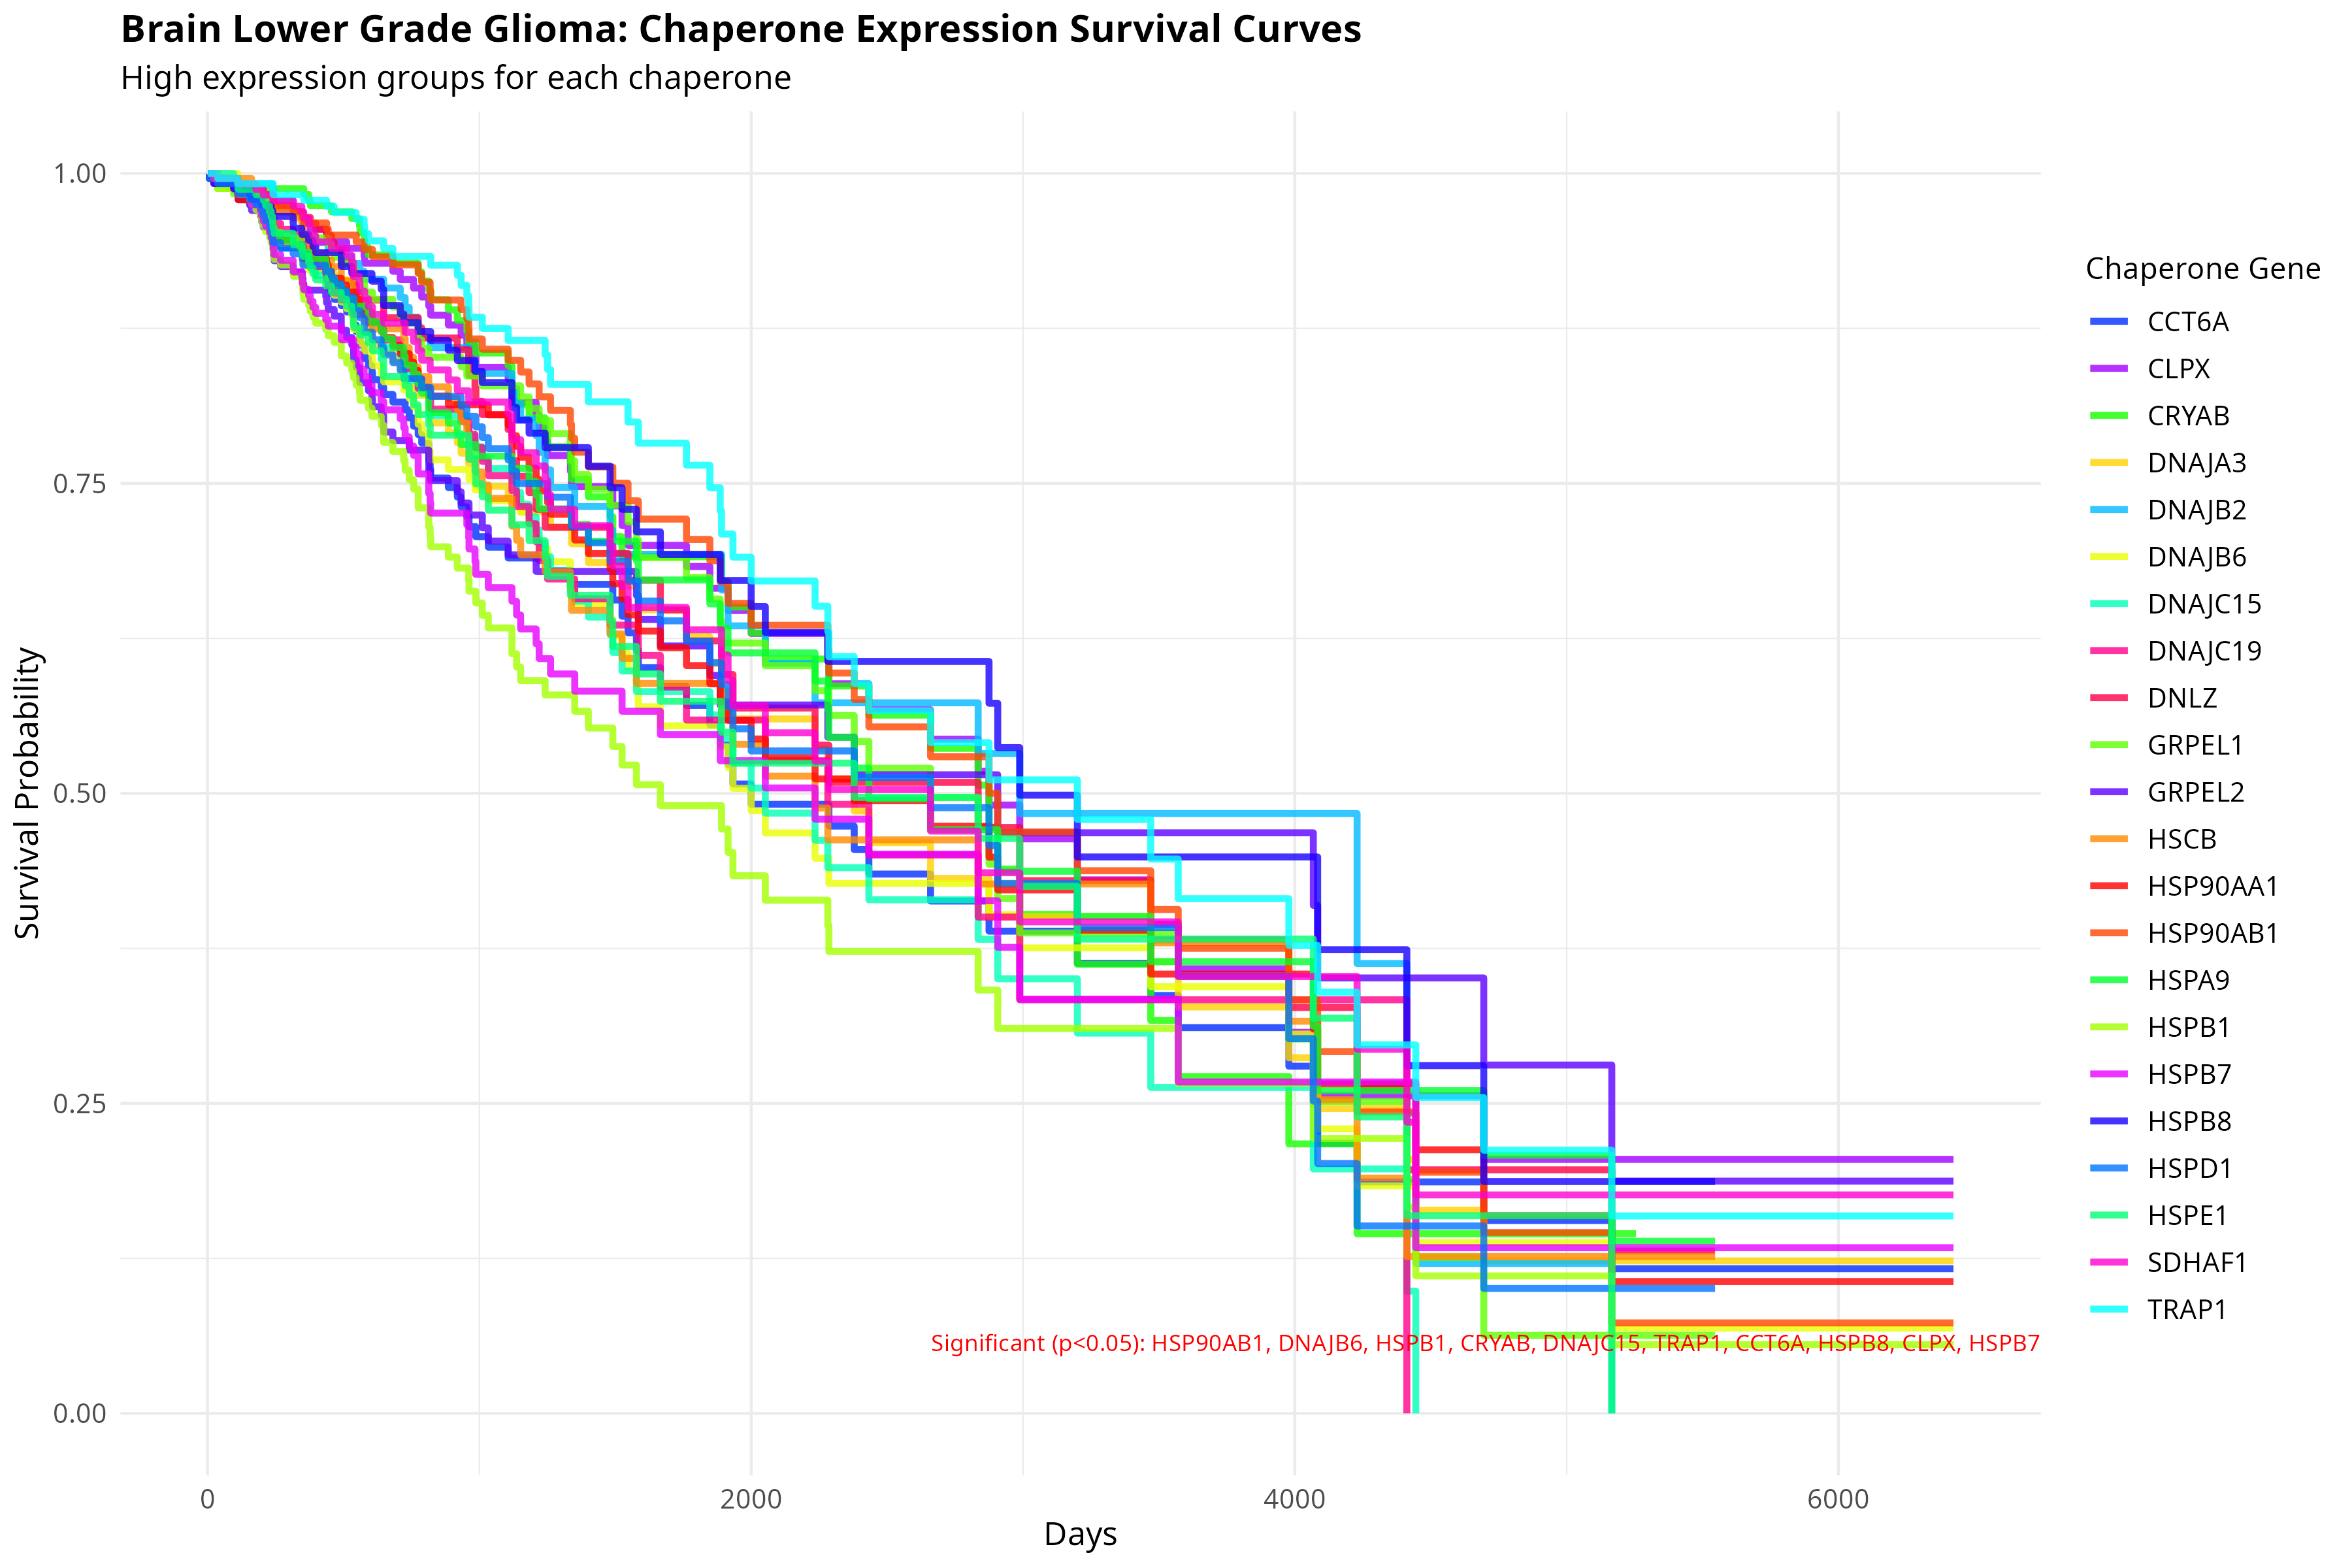 Brain Lower Grade Glioma: Chaperone Expression Survival Curves
High expression groups for each chaperone
Survival Probability
1.00
0.75
0.50
0.25
0.00
0
2000
4000
6000
Days
Significant (p<0.05): HSP90AB1, DNAJB6, HSPB1, CRYAB, DNAJC15, TRAP1, CCT6A, HSPB8, CLPX, HSPB7
Chaperone Gene
CCT6A
CLPX
CRYAB
DNAJA3
DNAJB2
DNAJB6
DNAJC15
DNAJC19
DNLZ
GRPEL1
GRPEL2
HSCB
HSP90AA1
HSP90AB1
HSPA9
HSPB1
HSPB7
HSPB8
HSPD1
HSPE1
SDHAF1
TRAP1